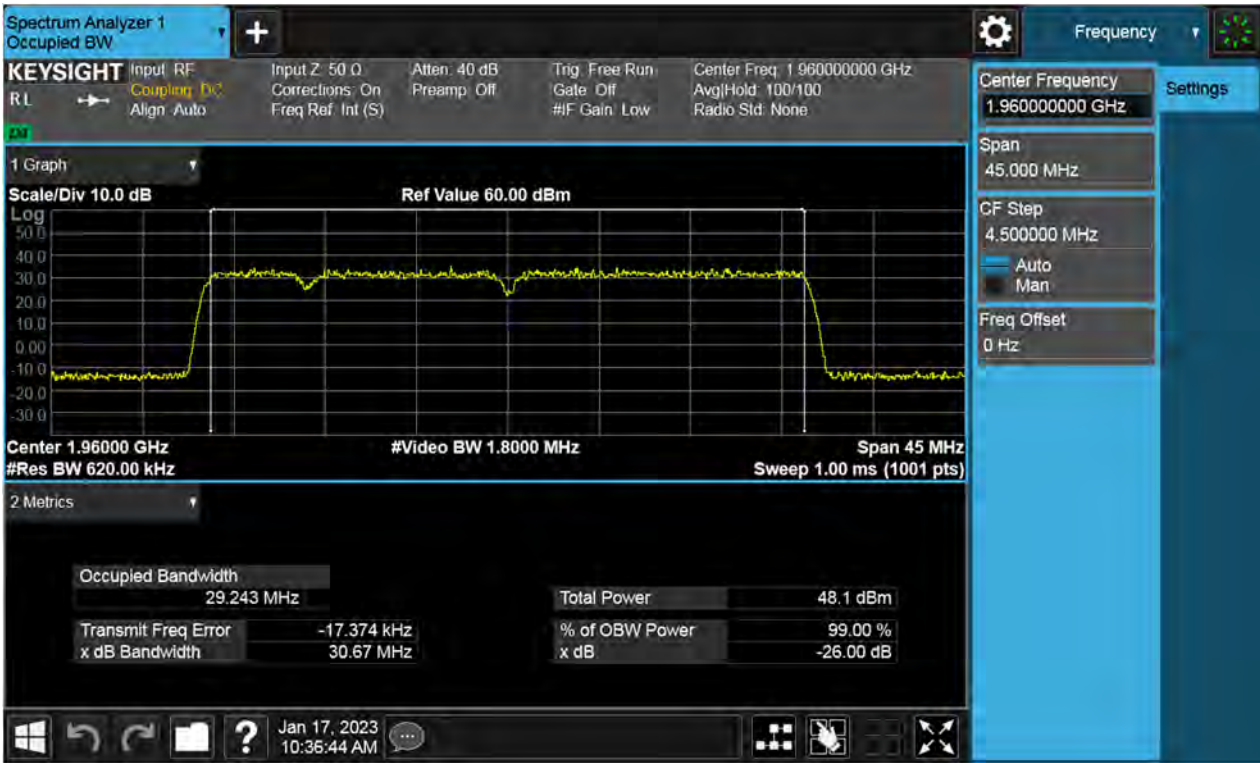 Spectrum Analyzer 1
Occupied BW
+
Frequency
KEYSIGHT
RL
Input: RF
Coupling: DC
Align: Auto
Input Z: 50 Ω
Corrections: On
Freq Ref: Int (S)
Atten: 40 dB
Preamp: Off
Trig: Free Run
Gate: Off
#IF Gain: Low
Center Freq: 1.960000000 GHz
Avg|Hold: 100/100
Radio Std: None
Center Frequency
1.960000000 GHz
Settings
Span
45.000 MHz
CF Step
4.500000 MHz
Auto
Man
Freq Offset
0 Hz
1 Graph
Scale/Div 10.0 dB
Ref Value 60.00 dBm
Log
50.0
40.0
30.0
20.0
10.0
0.00
-10.0
-20.0
-30.0
Center 1.96000 GHz
#Video BW 1.8000 MHz
Span 45 MHz
#Res BW 620.00 kHz
Sweep 1.00 ms (1001 pts)
2 Metrics
Occupied Bandwidth
29.243 MHz
Total Power 48.1 dBm
Transmit Freq Error -17.374 kHz
% of OBW Power 99.00 %
x dB Bandwidth 30.67 MHz
x dB -26.00 dB
?
Jan 17, 2023
10:36:44 AM